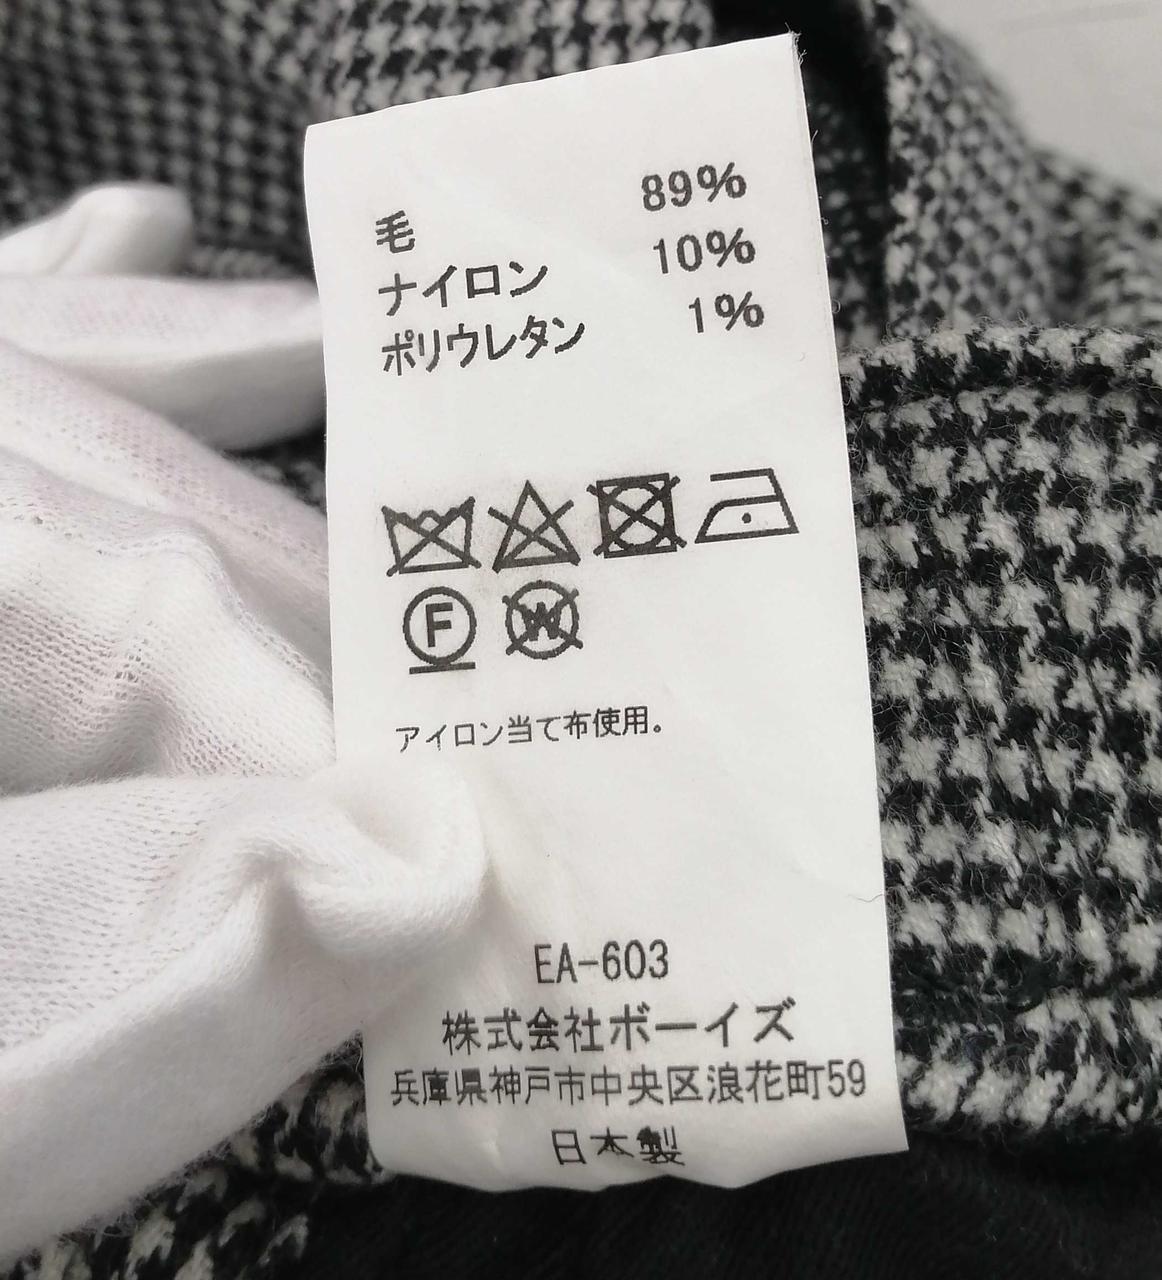 毛 89%
ナイロン 10%
ポリウレタン 1%
F W
アイロン当て布使用。
EA-603
株式会社ボーイズ
兵庫県神戸市中央区浪花町59
日本製